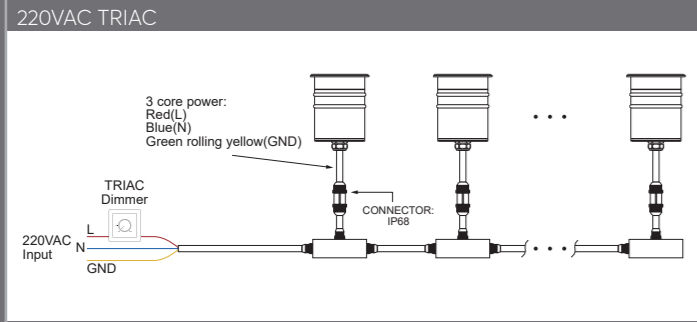 220VAC TRIAC
3 core power:
Red(L)
Blue(N)
Green rolling yellow(GND)
TRIAC
Dimmer
CONNECTOR:
IP68
L
220VAC
Input
N
GND